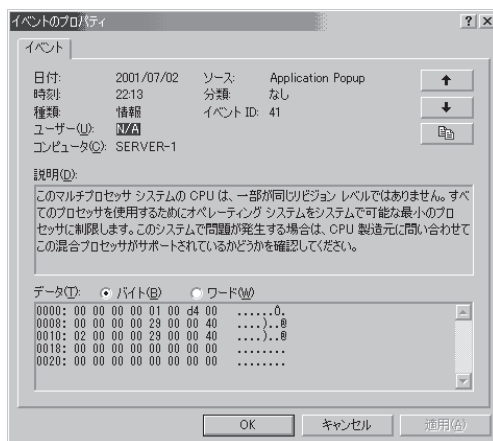 イベントのプロパティ
イベント
日付: 2001/07/02 ソース: Application Popup
時刻: 22:13 分類: なし
種類: 情報 イベント ID: 41
ユーザー(U): N/A
コンピュータ(C): SERVER-1
説明(D):
このマルチプロセッサ システムの CPU は、一部が同じリビジョン レベルではありません。すべ
てのプロセッサを使用するためにオペレーティング システムをシステムで可能な最小のプロ
セッサに制限します。このシステムで問題が発生する場合は、CPU 製造元に問い合わせて
この混合プロセッサがサポートされているかどうかを確認してください。
データ(T): バイト(B) ワード(W)
0000: 00 00 00 00 01 00 d4 00 ......Ô.
0008: 00 00 00 00 29 00 00 40 ....)..@
0010: 02 00 00 00 29 00 00 40 ....)..@
0018: 00 00 00 00 00 00 00 00 ........
0020: 00 00 00 00 00 00 00 00 ........
OK キャンセル 適用(A)